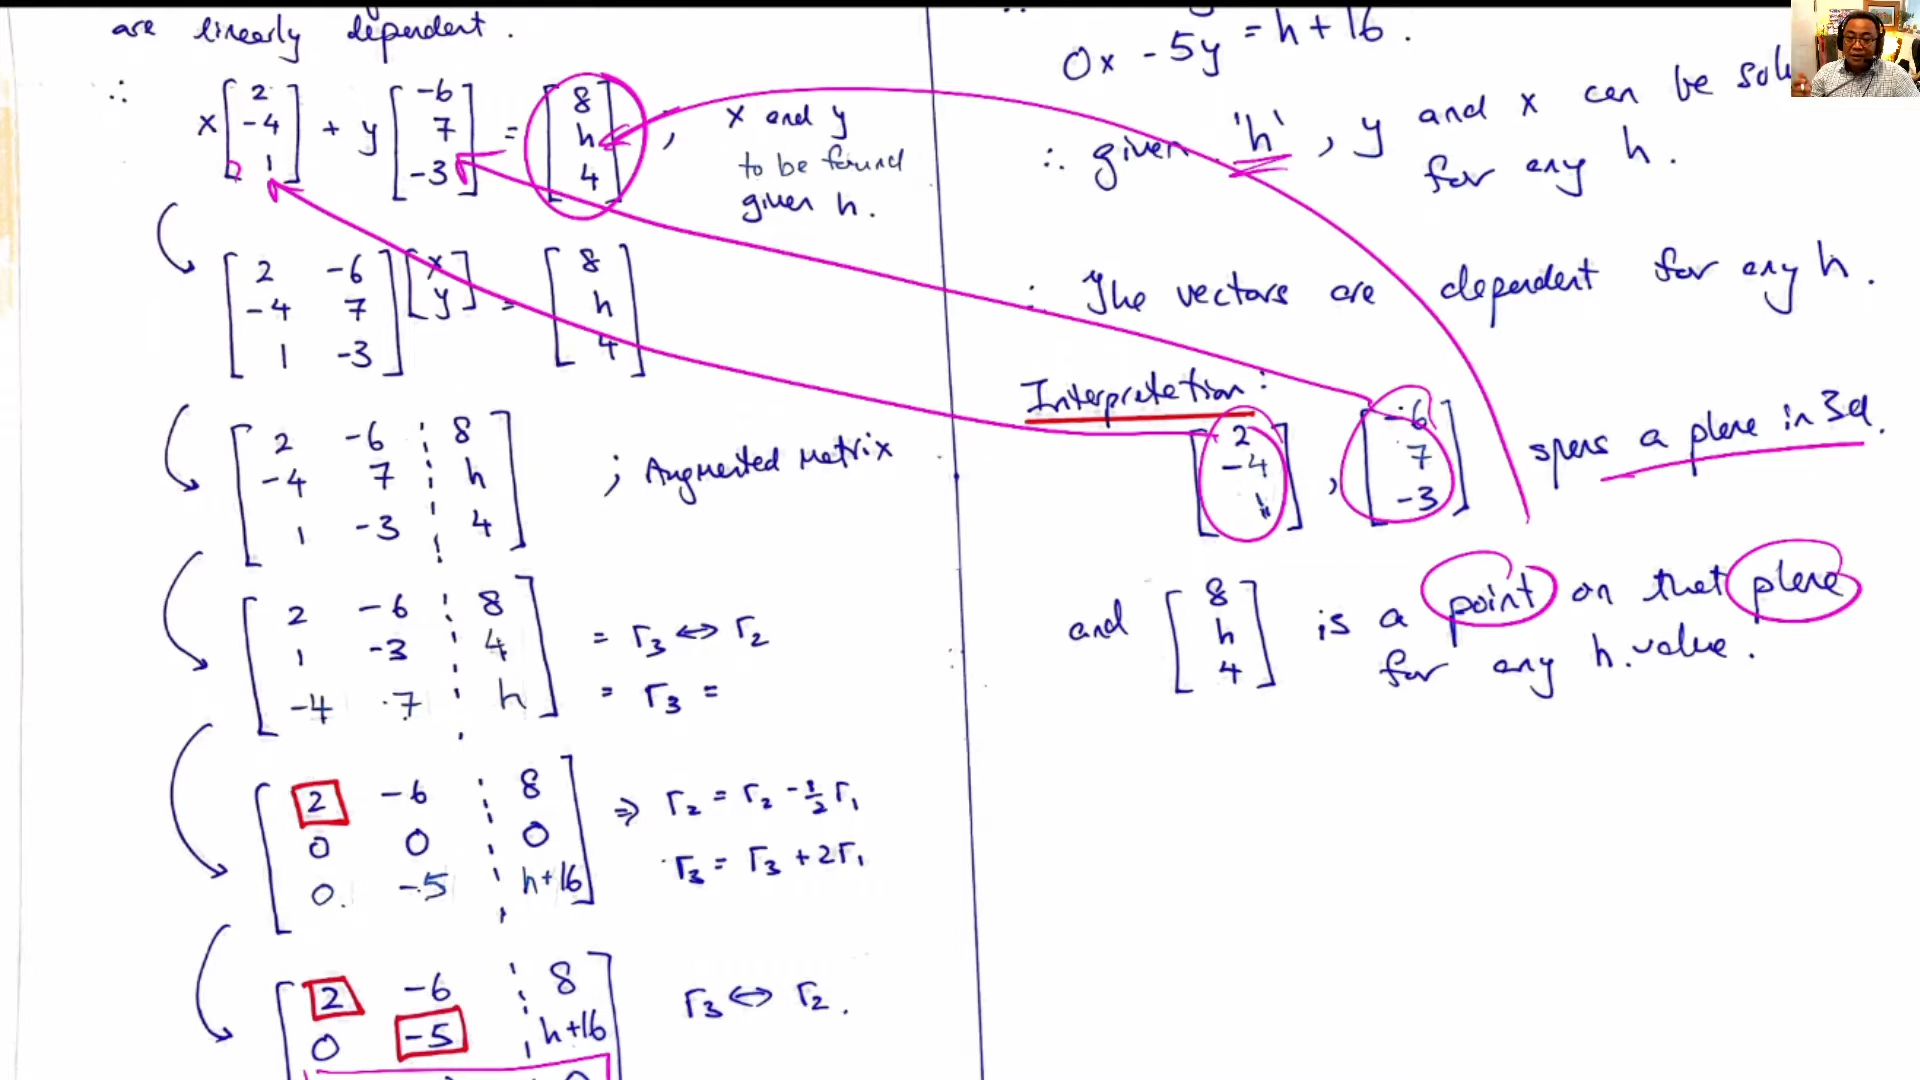 are linearly dependent.
∴ x [2 -4 1] + y [-6 7 -3] = [8 h 4] , x and y
to be found
given h.
[2 -6
-4 7
1 -3] [x y] = [8 h 4]
[2 -6 ¦ 8
-4 7 ¦ h
1 -3 ¦ 4] ; Augmented matrix
[2 -6 ¦ 8
1 -3 ¦ 4 = r3 ↔ r2
-4 7 ¦ h] = r3 =
[2 -6 ¦ 8 ⇒ r2 = r2 - 1/2 r1
0 0 ¦ 0
0. -5 ¦ h+16] r3 = r3 + 2r1
[2 -6 ¦ 8 r3 ↔ r2.
0 -5 ¦ h+16
0x - 5y = h + 16.
∴ given 'h', y and x can be
for any h.
∴ The vectors are dependent for any h.
Interpretation:
[2 -4 1] , [-6 7 -3] spans a plane in 3d.
and [8 h 4] is a point on that plane
for any h.value.